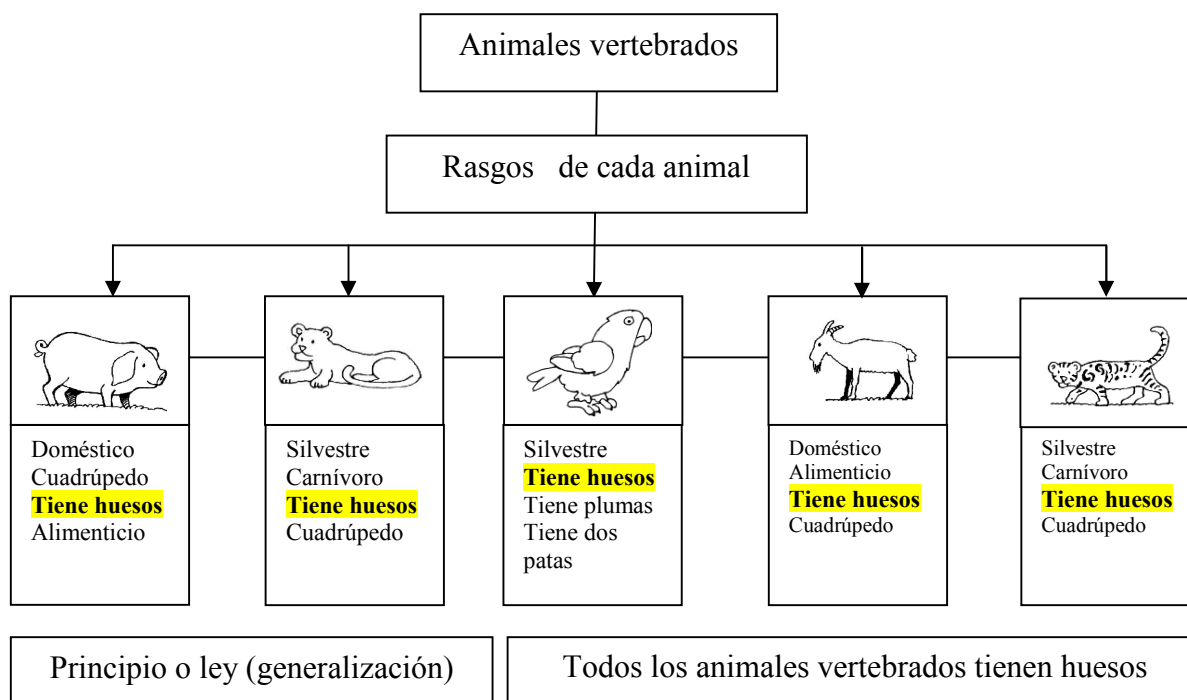 Animales vertebrados
Rasgos de cada animal
Doméstico
Cuadrúpedo
Tiene huesos
Alimenticio
Silvestre
Carnívoro
Tiene huesos
Cuadrúpedo
Silvestre
Tiene huesos
Tiene plumas
Tiene dos
patas
Doméstico
Alimenticio
Tiene huesos
Cuadrúpedo
Silvestre
Carnívoro
Tiene huesos
Cuadrúpedo
Principio o ley (generalización)
Todos los animales vertebrados tienen huesos